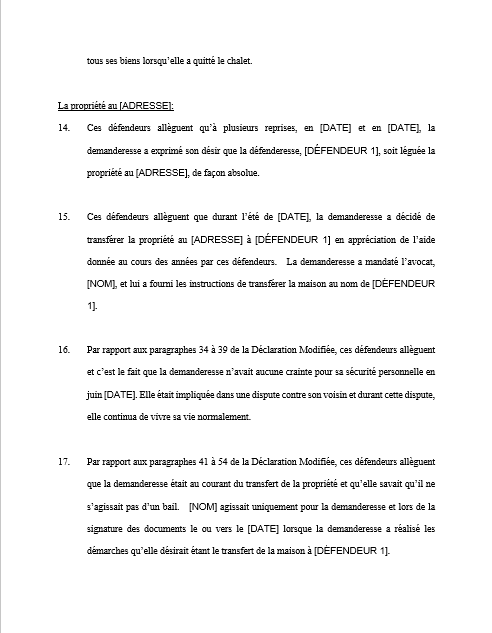 tous ses biens lorsqu’elle a quitté le chalet.
La propriété au [ADRESSE]:
14. Ces défendeurs allèguent qu’à plusieurs reprises, en [DATE] et en [DATE], la
demanderesse a exprimé son désir que la défenderesse, [DÉFENDEUR 1], soit léguée la
propriété au [ADRESSE], de façon absolue.
15. Ces défendeurs allèguent que durant l’été de [DATE], la demanderesse a décidé de
transférer la propriété au [ADRESSE] à [DÉFENDEUR 1] en appréciation de l’aide
donnée au cours des années par ces défendeurs. La demanderesse a mandaté l’avocat,
[NOM], et lui a fourni les instructions de transférer la maison au nom de [DÉFENDEUR
1].
16. Par rapport aux paragraphes 34 à 39 de la Déclaration Modifiée, ces défendeurs allèguent
et c’est le fait que la demanderesse n’avait aucune crainte pour sa sécurité personnelle en
juin [DATE]. Elle était impliquée dans une dispute contre son voisin et durant cette dispute,
elle continua de vivre sa vie normalement.
17. Par rapport aux paragraphes 41 à 54 de la Déclaration Modifiée, ces défendeurs allèguent
que la demanderesse était au courant du transfert de la propriété et qu’elle savait qu’il ne
s’agissait pas d’un bail. [NOM] agissait uniquement pour la demanderesse et lors de la
signature des documents le ou vers le [DATE] lorsque la demanderesse a réalisé les
démarches qu’elle désirait étant le transfert de la maison à [DÉFENDEUR 1].